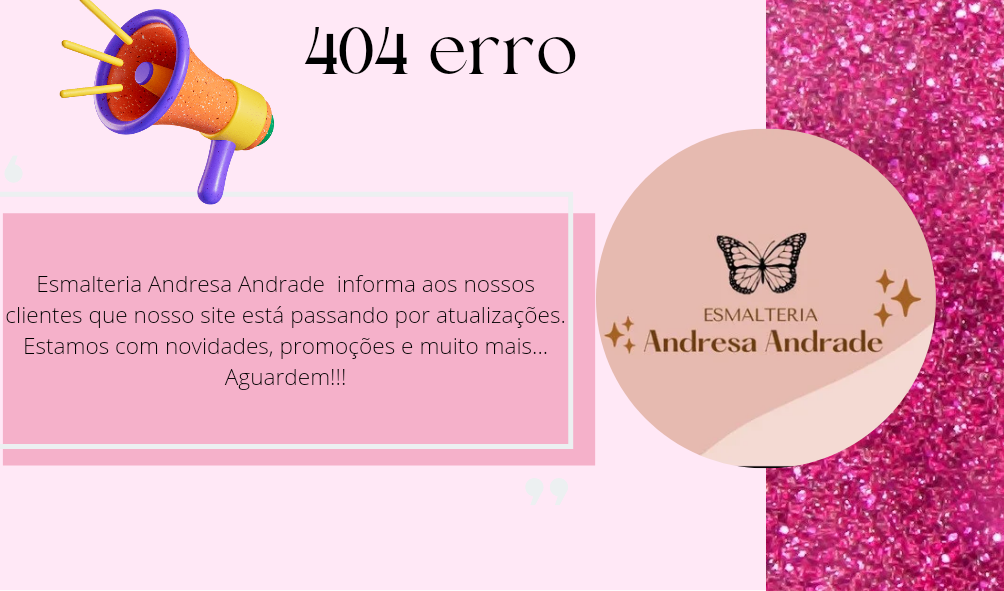 404 erro
Esmalteria Andresa Andrade  informa aos nossos
clientes que nosso site está passando por atualizações.
Estamos com novidades, promoções e muito mais...
Aguardem!!!
ESMALTERIA
Andresa Andrade